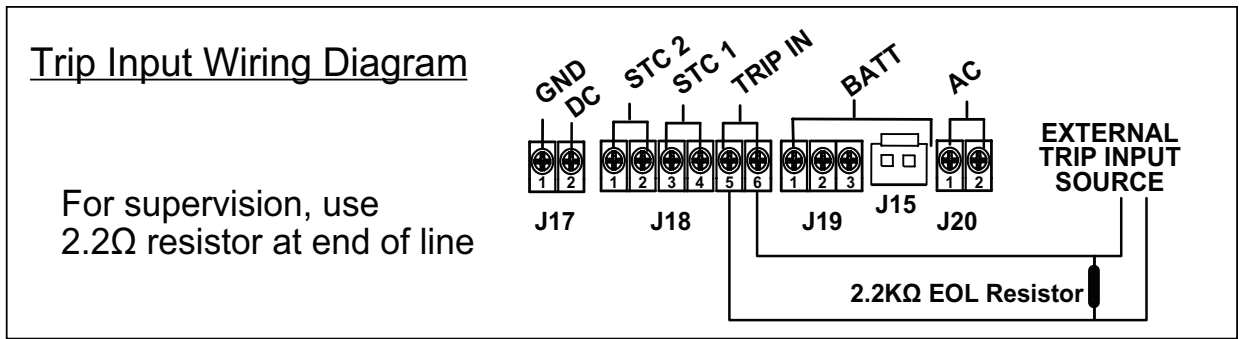 Trip Input Wiring Diagram
For supervision, use
2.2Ω resistor at end of line
GND
DC
STC 2
STC 1
TRIP IN
BATT
AC
1 2
1 2 3 4 5 6
1 2 3
1 2
J17
J18
J19
J15
J20
EXTERNAL
TRIP INPUT
SOURCE
2.2KΩ EOL Resistor